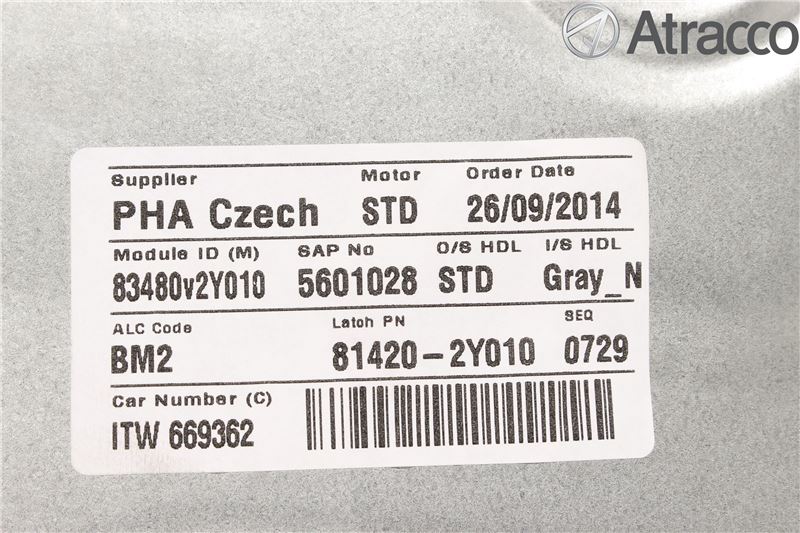 Atracco
Supplier Motor Order Date
PHA Czech STD 26/09/2014
Module ID (M) SAP No O/S HDL I/S HDL
83480v2Y010 5601028 STD Gray_N
ALC Code Latch PN SEQ
BM2 81420-2Y010 0729
Car Number (C)
ITW 669362